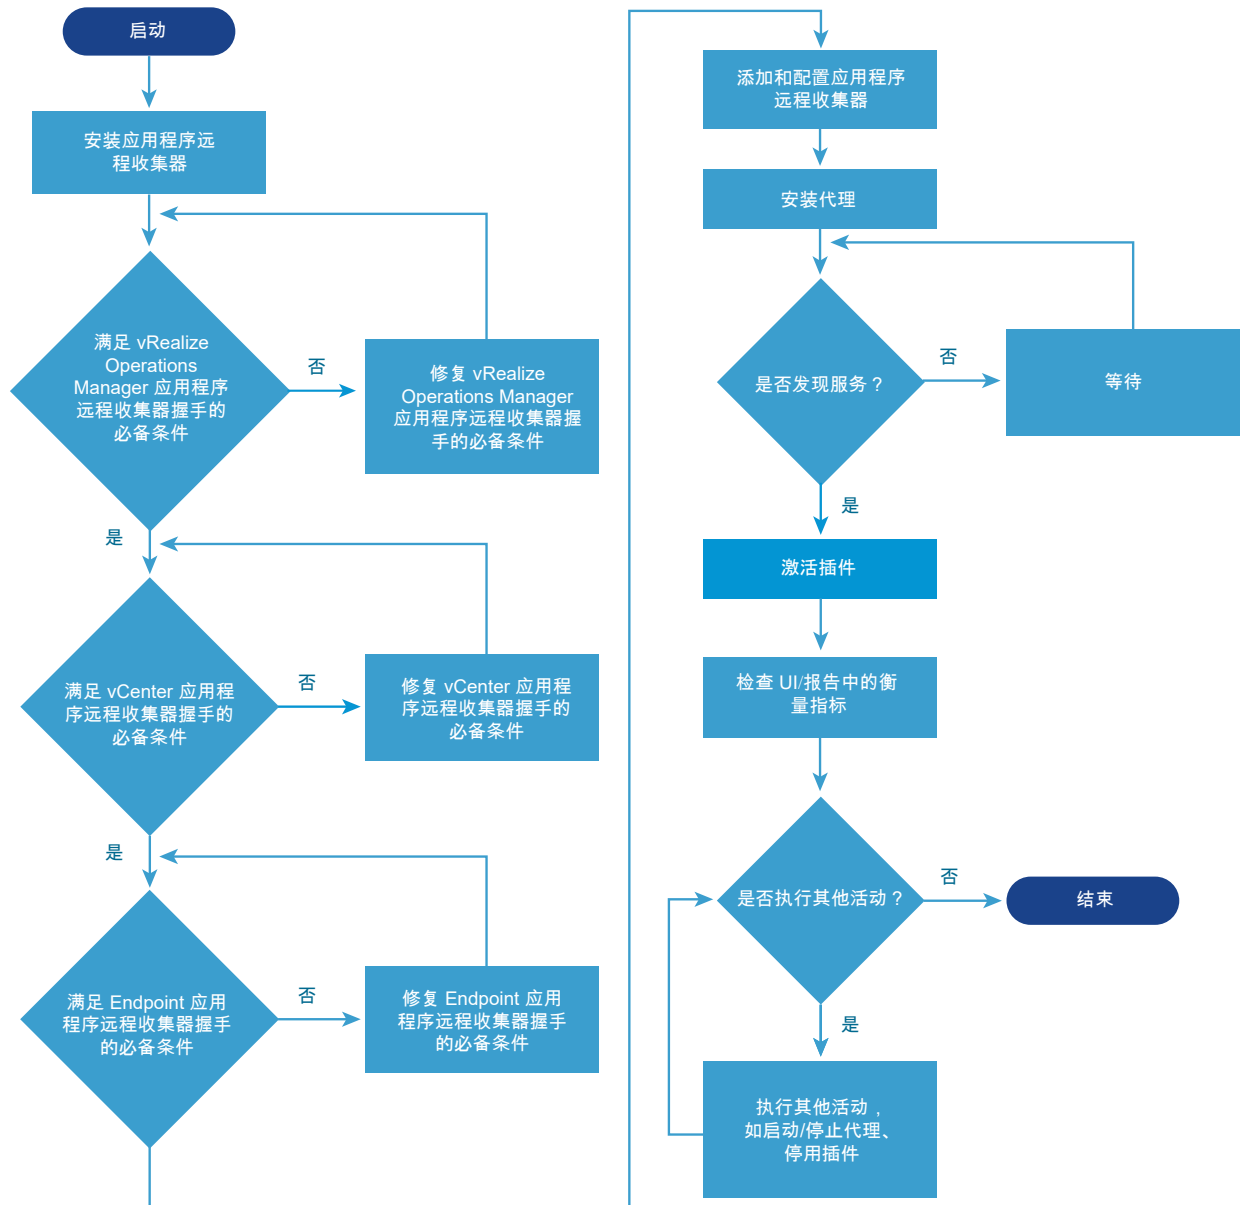 启动
安装应用程序远
程收集器
满足 vRealize
Operations
Manager 应用程序
远程收集器握手的
必备条件
否
修复 vRealize
Operations Manager
应用程序远程收集器握
手的必备条件
是
满足 vCenter 应用程
序远程收集器握手的
必备条件
否
修复 vCenter 应用程
序远程收集器握手的
必备条件
是
满足 Endpoint 应用
程序远程收集器握手
的必备条件
否
修复 Endpoint 应用
程序远程收集器握手
的必备条件
添加和配置应用程序
远程收集器
安装代理
是否发现服务?
否
等待
是
激活插件
检查 UI/报告中的衡
量指标
是否执行其他活动?
否
结束
是
执行其他活动,
如启动/停止代理、
停用插件